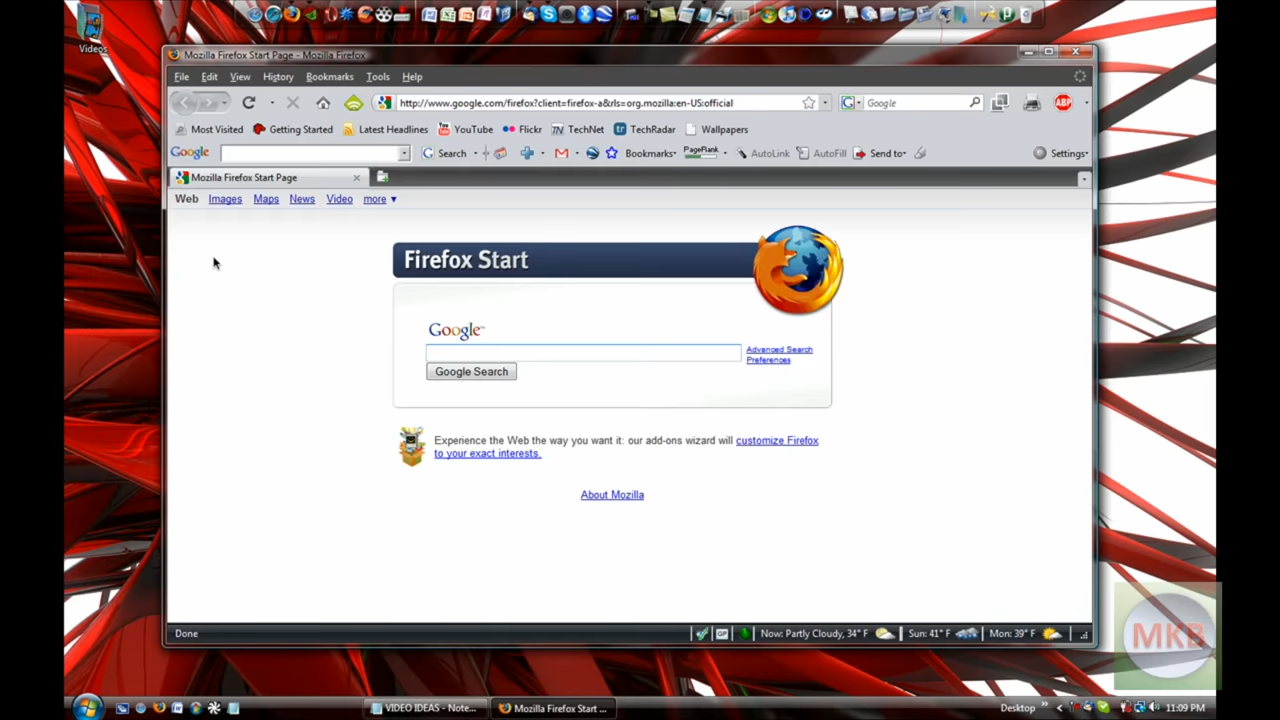 Videos
Mozilla Firefox Start Page - Mozilla Firefox
File Edit View History Bookmarks Tools Help
http://www.google.com/firefox?client=firefox-a&rls=org.mozilla:en-US:official Google ABP
Most Visited Getting Started Latest Headlines YouTube Flickr TN TechNet tr TechRadar Wallpapers
Google Search Bookmarks PageRank AutoLink AutoFill Send to Settings
Mozilla Firefox Start Page
Web Images Maps News Video more
Firefox Start
Google
Advanced Search
Preferences
Google Search
Experience the Web the way you want it: our add-ons wizard will customize Firefox
to your exact interests.
About Mozilla
Done GP Now: Partly Cloudy, 34° F Sun: 41° F Mon: 39° F
MKB
VIDEO IDEAS - Note... Mozilla Firefox Start ... Desktop 11:09 PM